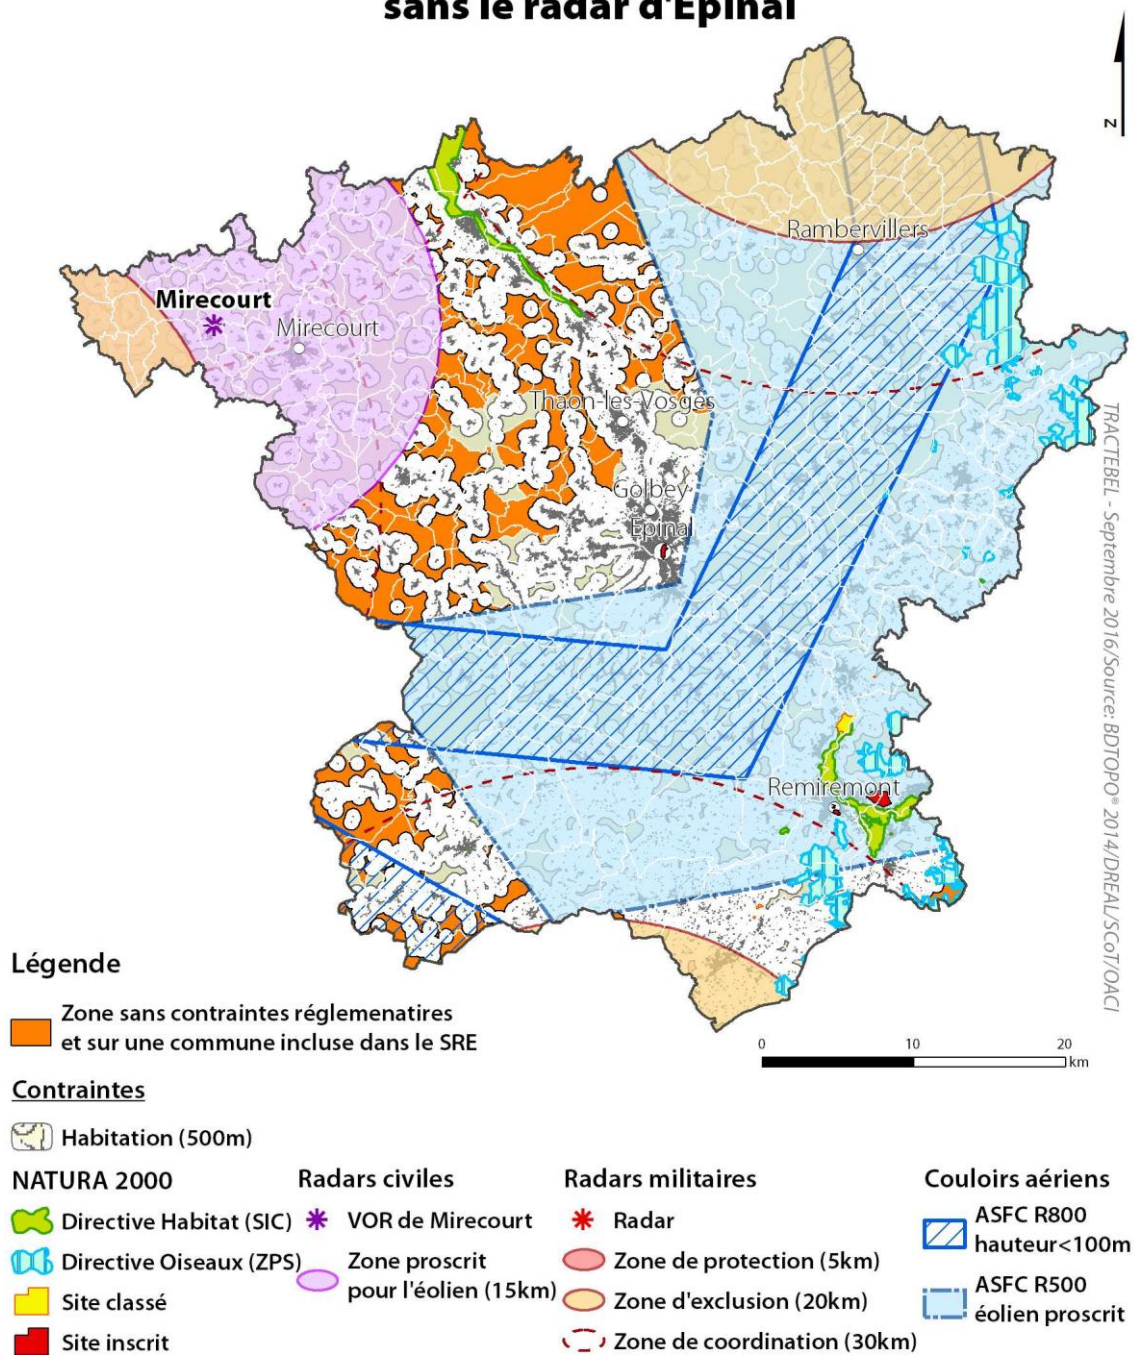 sans le radar d'Epinal
N
Rambervillers
Mirecourt
Mirecourt
Thaon-les-Vosges
Golbey
Epinal
Remiremont
TRACTEBEL - Septembre 2016/Source: BDTOPO® 2014/DREAL/SCoT/OACI
0 10 20
km
Légende
Zone sans contraintes réglemenatires
et sur une commune incluse dans le SRE
Contraintes
Habitation (500m)
NATURA 2000
Directive Habitat (SIC)
Directive Oiseaux (ZPS)
Site classé
Site inscrit
Radars civiles
VOR de Mirecourt
Zone proscrit
pour l'éolien (15km)
Radars militaires
Radar
Zone de protection (5km)
Zone d'exclusion (20km)
Zone de coordination (30km)
Couloirs aériens
ASFC R800
hauteur<100m
ASFC R500
éolien proscrit